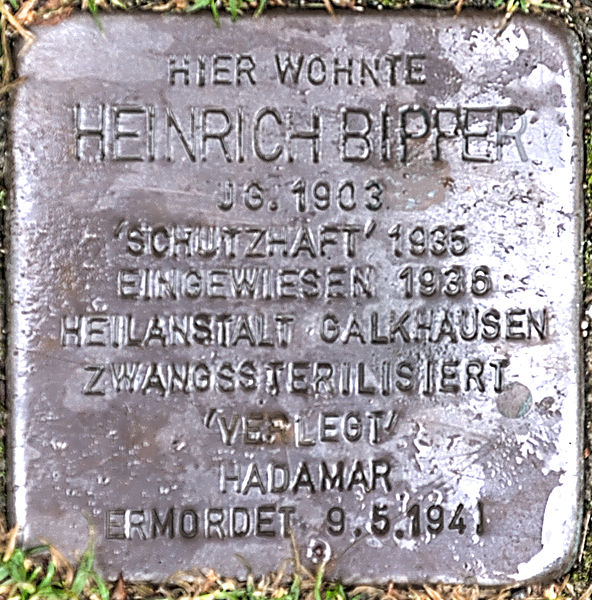 HIER WOHNTE
HEINRICH BIPPER
JG. 1903
'SCHUTZHAFT' 1935
EINGEWIESEN 1936
HEILANSTALT GALKHAUSEN
ZWANGSSTERILISIERT
'VERLEGT'
HADAMAR
ERMORDET 9.5.1941